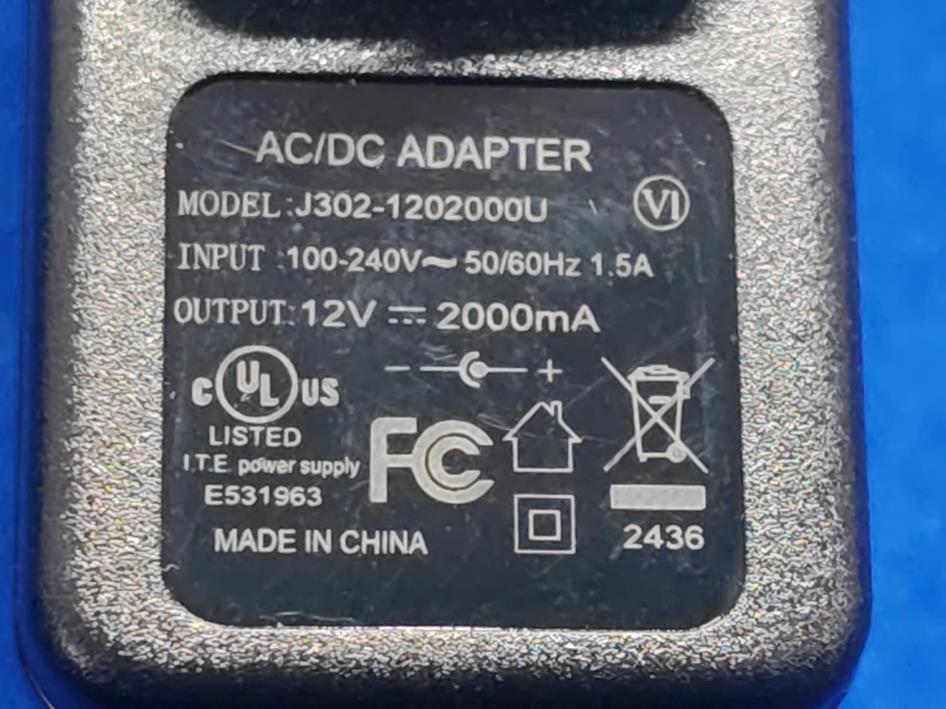 AC/DC ADAPTER
MODEL:J302-1202000U VI
INPUT :100-240V~ 50/60Hz 1.5A
OUTPUT:12V ⎓ 2000mA
- +
C UL US
LISTED
I.T.E. power supply
E531963
FC
MADE IN CHINA
2436